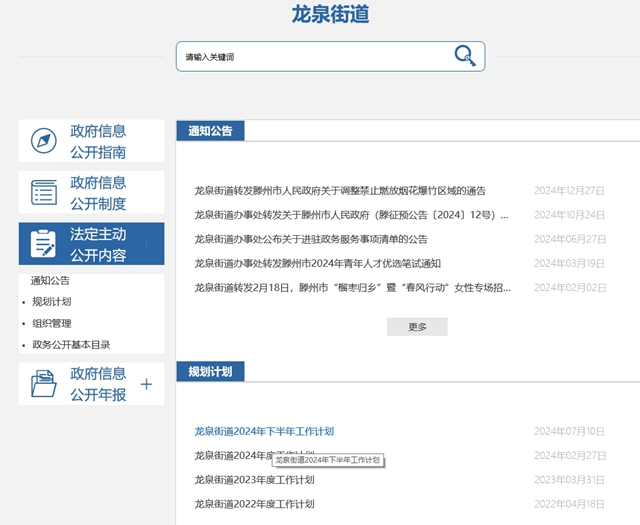 龙泉街道
请输入关键词
政府信息
公开指南
政府信息
公开制度
法定主动
公开内容
通知公告
• 规划计划
• 组织管理
• 政务公开基本目录
政府信息
公开年报
+
通知公告
龙泉街道转发滕州市人民政府关于调整禁止燃放烟花爆竹区域的通告 2024年12月27日
龙泉街道办事处转发关于滕州市人民政府（滕征预公告〔2024〕12号）... 2024年10月24日
龙泉街道办事处公布关于进驻政务服务事项清单的公告 2024年06月27日
龙泉街道办事处转发滕州市2024年青年人才优选笔试通知 2024年03月19日
龙泉街道转发2月18日，滕州市“榴枣归乡”暨“春风行动”女性专场招... 2024年02月02日
更多
规划计划
龙泉街道2024年下半年工作计划 2024年07月10日
龙泉街道2024年度工作计划 2024年02月27日
龙泉街道2024年下半年工作计划
龙泉街道2023年度工作计划 2023年03月31日
龙泉街道2022年度工作计划 2022年04月18日